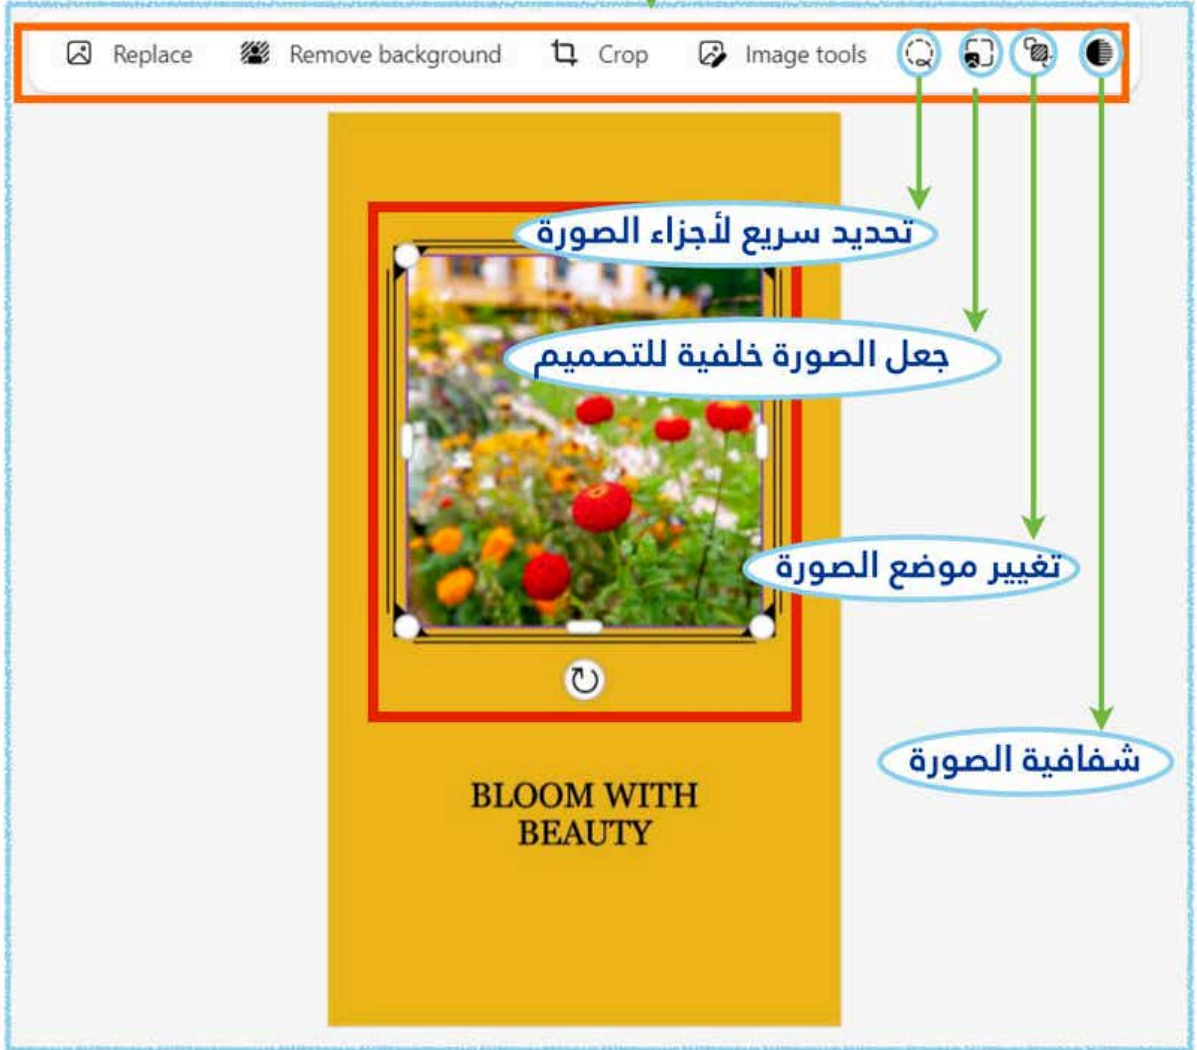 Replace Remove background Crop Image tools
تحديد سريع لأجزاء الصورة
جعل الصورة خلفية للتصميم
تغيير موضع الصورة
شفافية الصورة
BLOOM WITH
BEAUTY